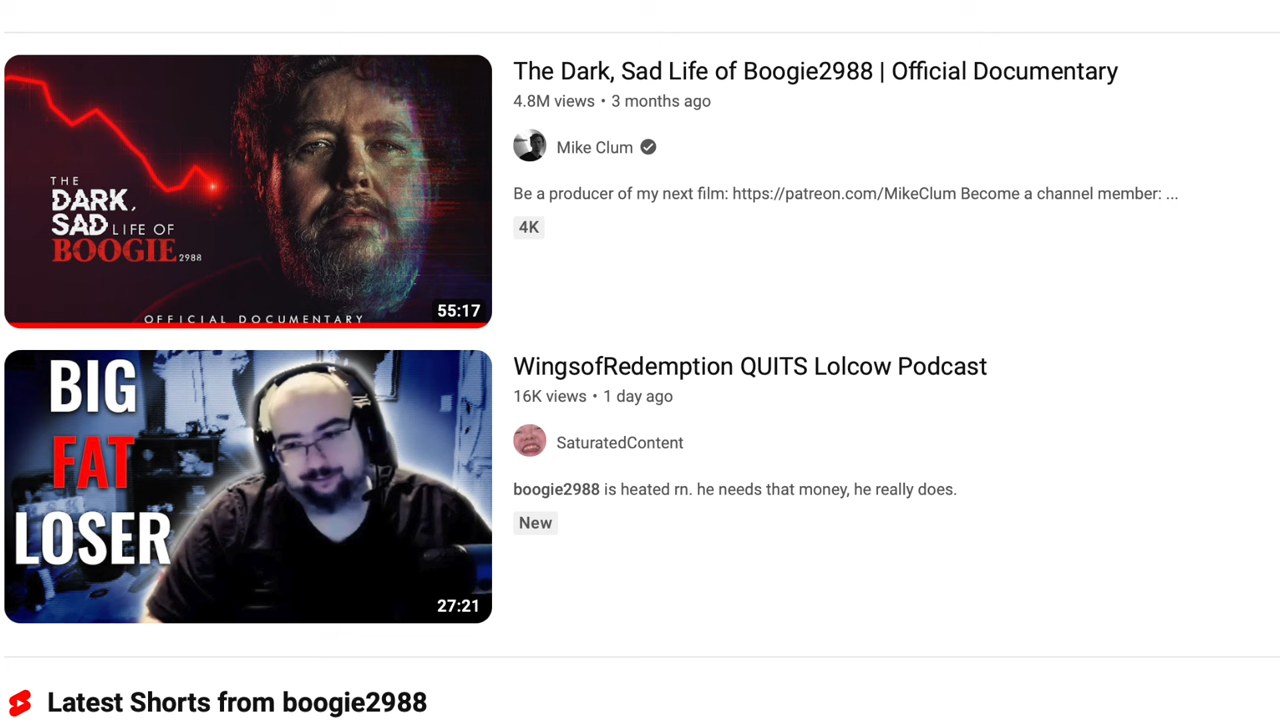 THE
DARK,
SAD LIFE OF
BOOGIE 2988
OFFICIAL DOCUMENTARY
55:17
The Dark, Sad Life of Boogie2988 | Official Documentary
4.8M views • 3 months ago
Mike Clum
Be a producer of my next film: https://patreon.com/MikeClum Become a channel member: ...
4K
BIG
FAT
LOSER
27:21
WingsofRedemption QUITS Lolcow Podcast
16K views • 1 day ago
SaturatedContent
boogie2988 is heated rn. he needs that money, he really does.
New
Latest Shorts from boogie2988